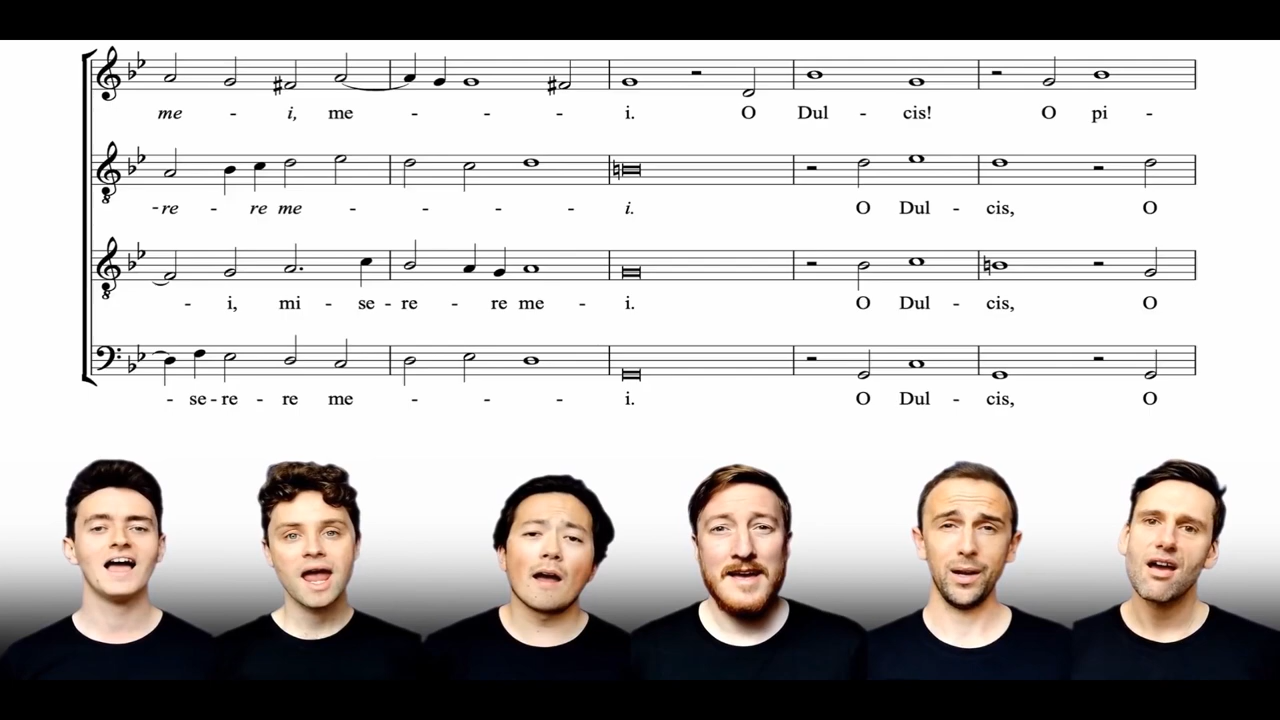 me - i, me - - - i. O Dul - cis! O pi -
-re - re me - - - - i. O Dul - cis, O
- i, mi - se - re - re me - i. O Dul - cis, O
- se - re - re me - - - i. O Dul - cis, O